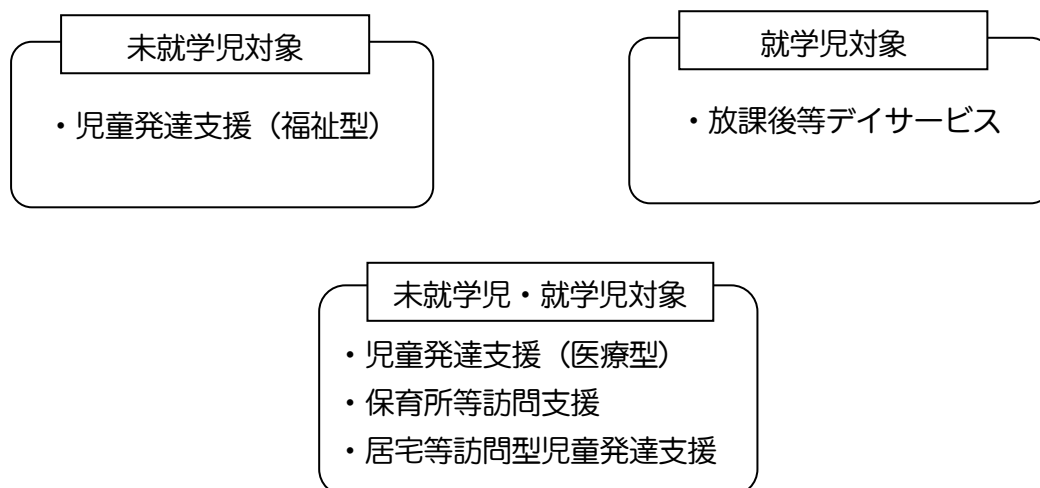 未就学児対象
・児童発達支援（福祉型）
就学児対象
・放課後等デイサービス
未就学児・就学児対象
・児童発達支援（医療型）
・保育所等訪問支援
・居宅等訪問型児童発達支援